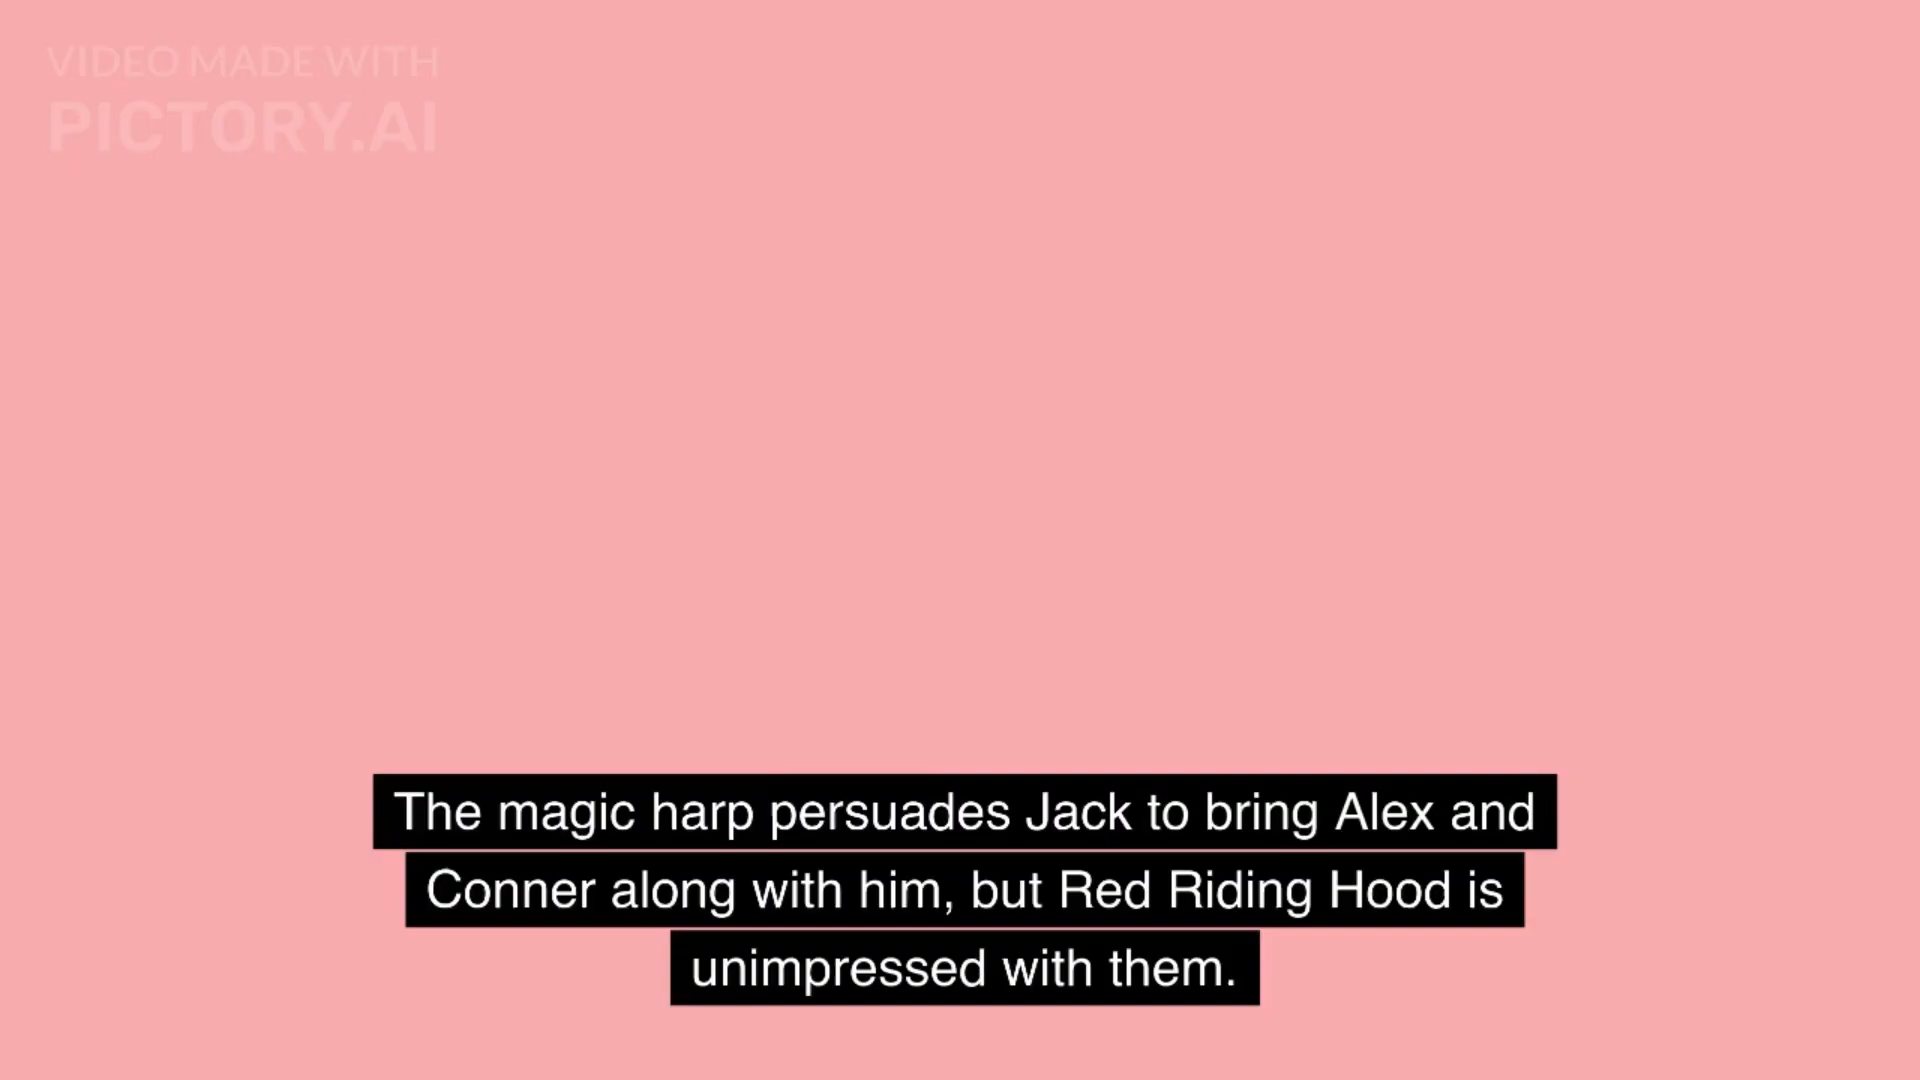 VIDEO MADE WITH
PICTORY.AI
The magic harp persuades Jack to bring Alex and
Conner along with him, but Red Riding Hood is
unimpressed with them.